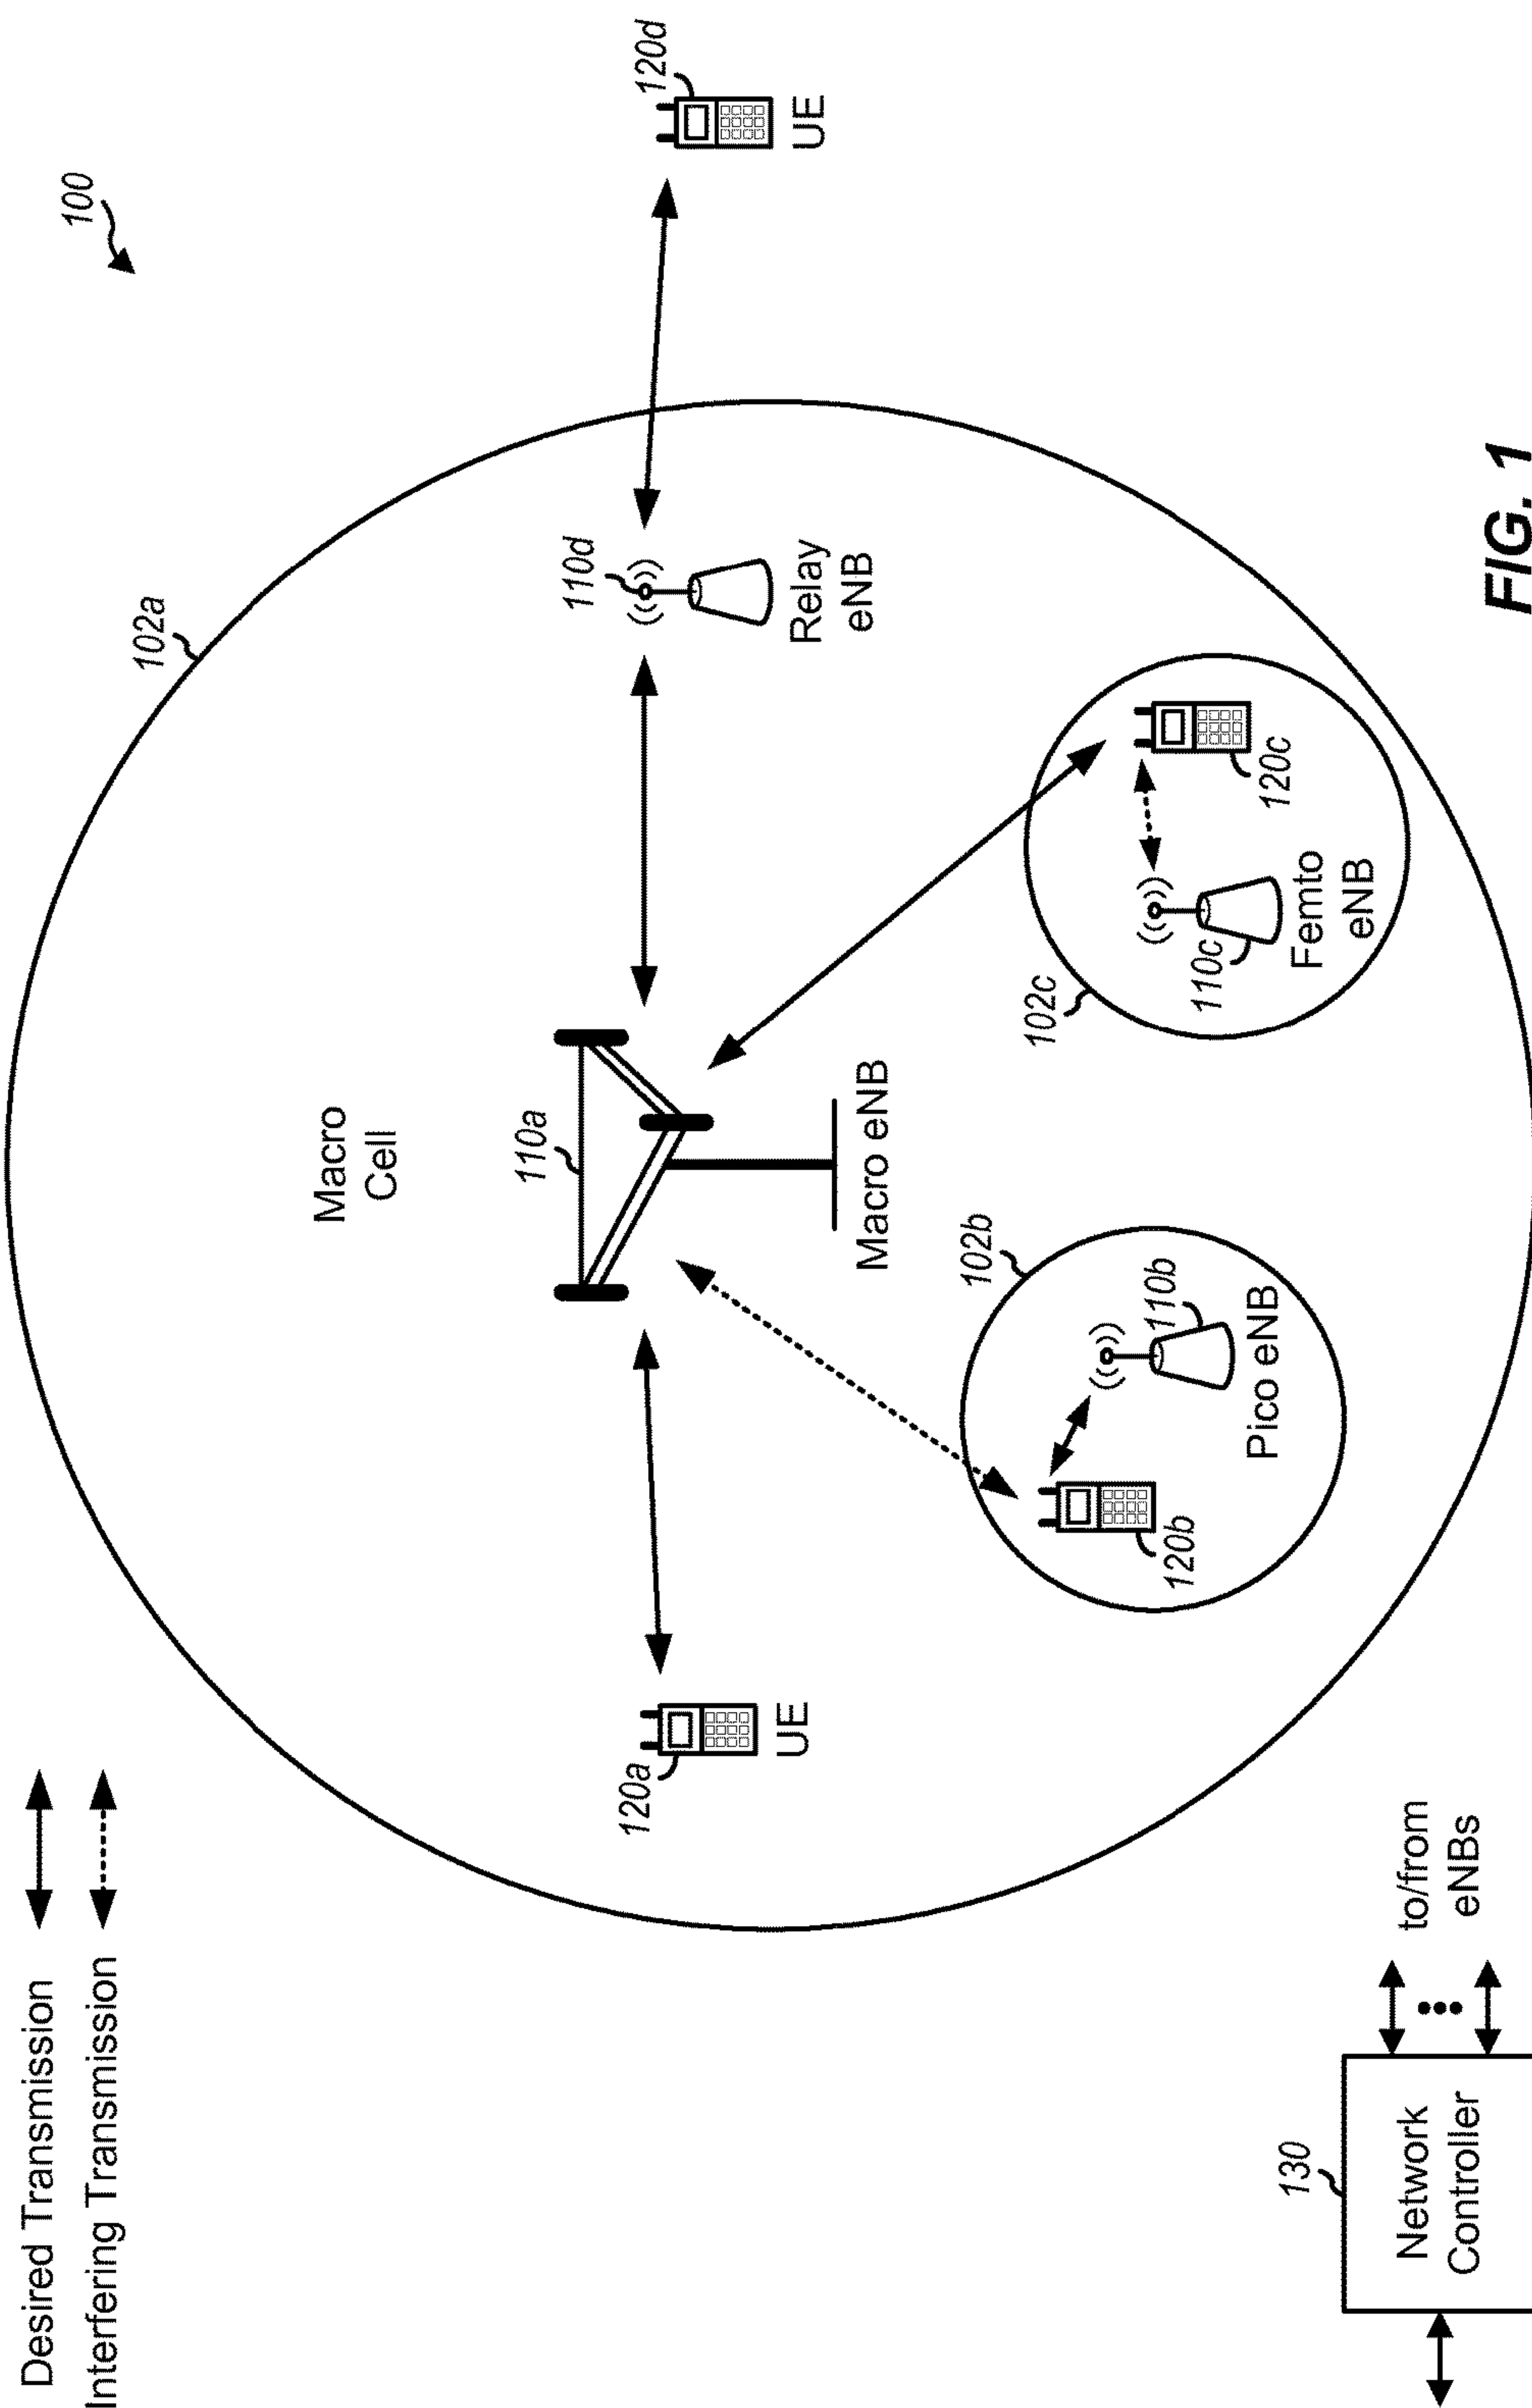 Desired Transmission
Interfering Transmission
100
102a
Macro
Cell
110a
110d
120d
120a
UE
UE
Relay
eNB
Macro eNB
102b
102c
110b
120b
Pico eNB
110c
120c
Femto
eNB
130
Network
Controller
to/from
eNBs
FIG. 1